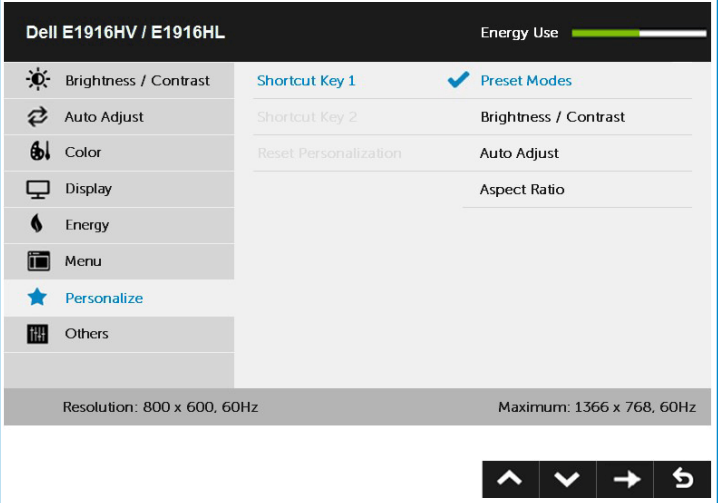 Dell E1916HV / E1916HL
Energy Use
Brightness / Contrast
Auto Adjust
Color
Display
Energy
Menu
Personalize
Others
Shortcut Key 1
Shortcut Key 2
Reset Personalization
Preset Modes
Brightness / Contrast
Auto Adjust
Aspect Ratio
Resolution: 800 x 600, 60Hz
Maximum: 1366 x 768, 60Hz